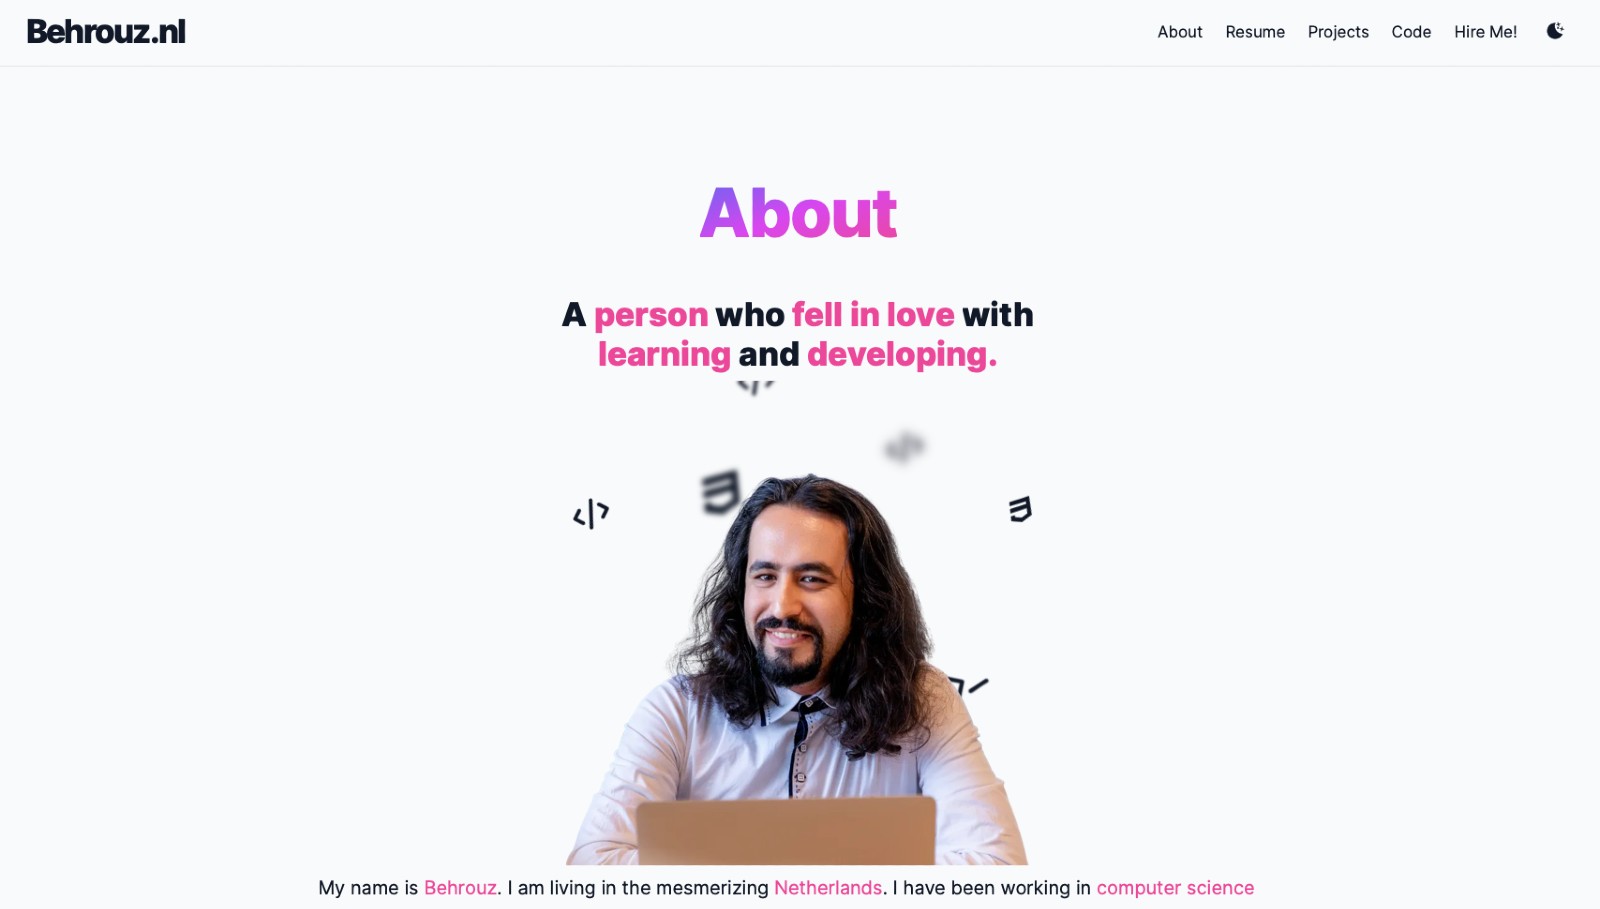 Behrouz.nl
About Resume Projects Code Hire Me!
About
A person who fell in love with
learning and developing.
My name is Behrouz. I am living in the mesmerizing Netherlands. I have been working in computer science